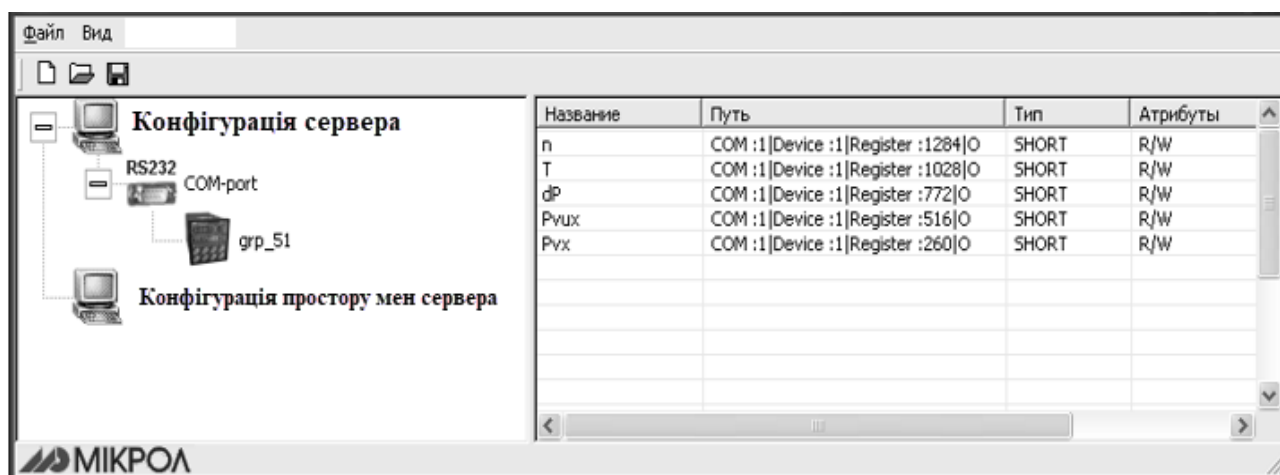 Файл Вид
Конфігурація сервера
RS232
COM-port
grp_51
Конфігурація простору мен сервера
Название Путь Тип Атрибуты
n COM :1|Device :1|Register :1284|O SHORT R/W
T COM :1|Device :1|Register :1028|O SHORT R/W
dP COM :1|Device :1|Register :772|O SHORT R/W
Pvux COM :1|Device :1|Register :516|O SHORT R/W
Pvx COM :1|Device :1|Register :260|O SHORT R/W
МІКРОЛ